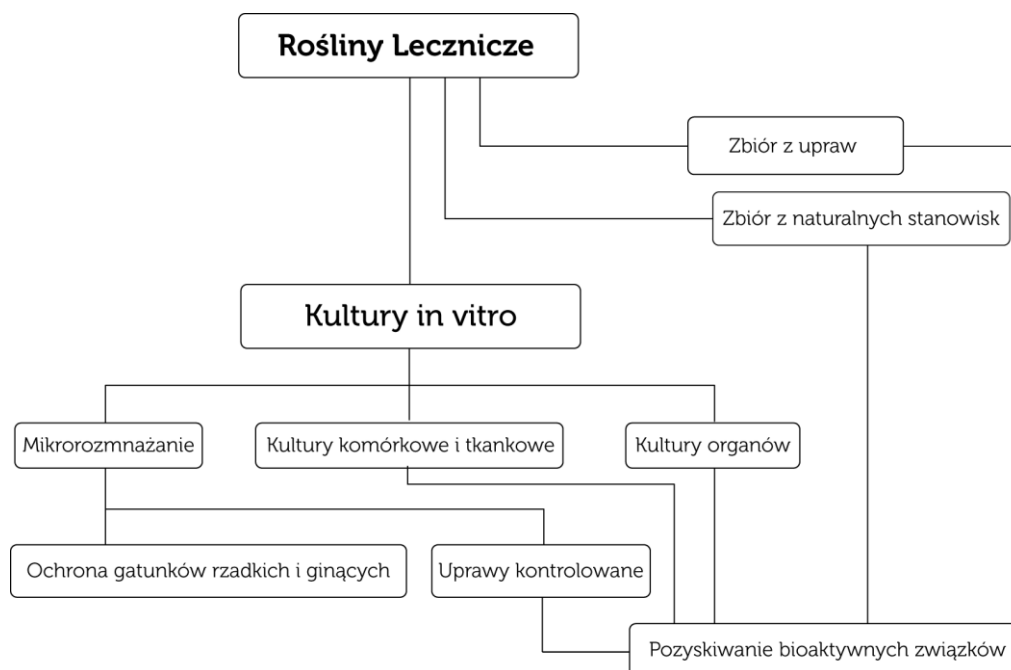 Rośliny Lecznicze
Zbiór z upraw
Zbiór z naturalnych stanowisk
Kultury in vitro
Mikrorozmnażanie
Kultury komórkowe i tkankowe
Kultury organów
Ochrona gatunków rzadkich i ginących
Uprawy kontrolowane
Pozyskiwanie bioaktywnych związków